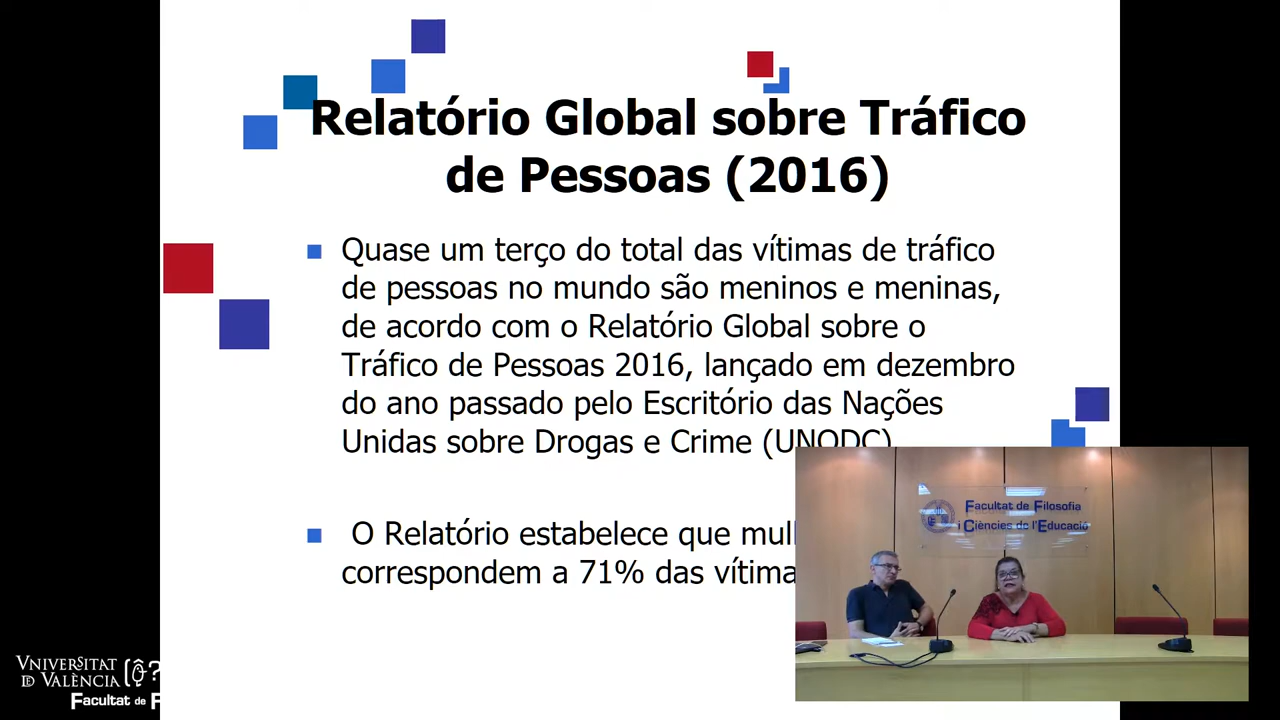 Relatório Global sobre Tráfico
de Pessoas (2016)
Quase um terço do total das vítimas de tráfico
de pessoas no mundo são meninos e meninas,
de acordo com o Relatório Global sobre o
Tráfico de Pessoas 2016, lançado em dezembro
do ano passado pelo Escritório das Nações
Unidas sobre Drogas e Crime (UNODC)
O Relatório estabelece que
correspondem a 71% das
Facultat de Filosofia
i Ciències de l'Educació
VNIVERSITAT
DE VALÈNCIA
Facultat de